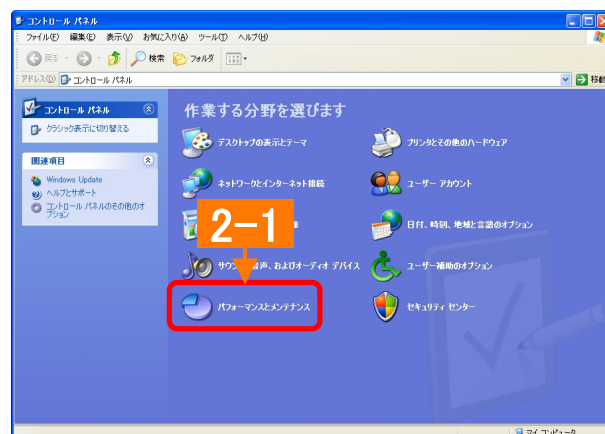 コントロール パネル
ファイル(F) 編集(E) 表示(V) お気に入り(A) ツール(T) ヘルプ(H)
戻る 検索 フォルダ
アドレス(D) コントロール パネル 移動
コントロール パネル
クラシック表示に切り替える
関連項目
Windows Update
ヘルプとサポート
コントロール パネルのその他のオプション
作業する分野を選びます
デスクトップの表示とテーマ
プリンタとその他のハードウェア
ネットワークとインターネット接続
ユーザー アカウント
2-1
日付、時刻、地域と言語のオプション
音声、およびオーディオ デバイス
ユーザー補助のオプション
パフォーマンスとメンテナンス
セキュリティ センター
マイ コンピュータ